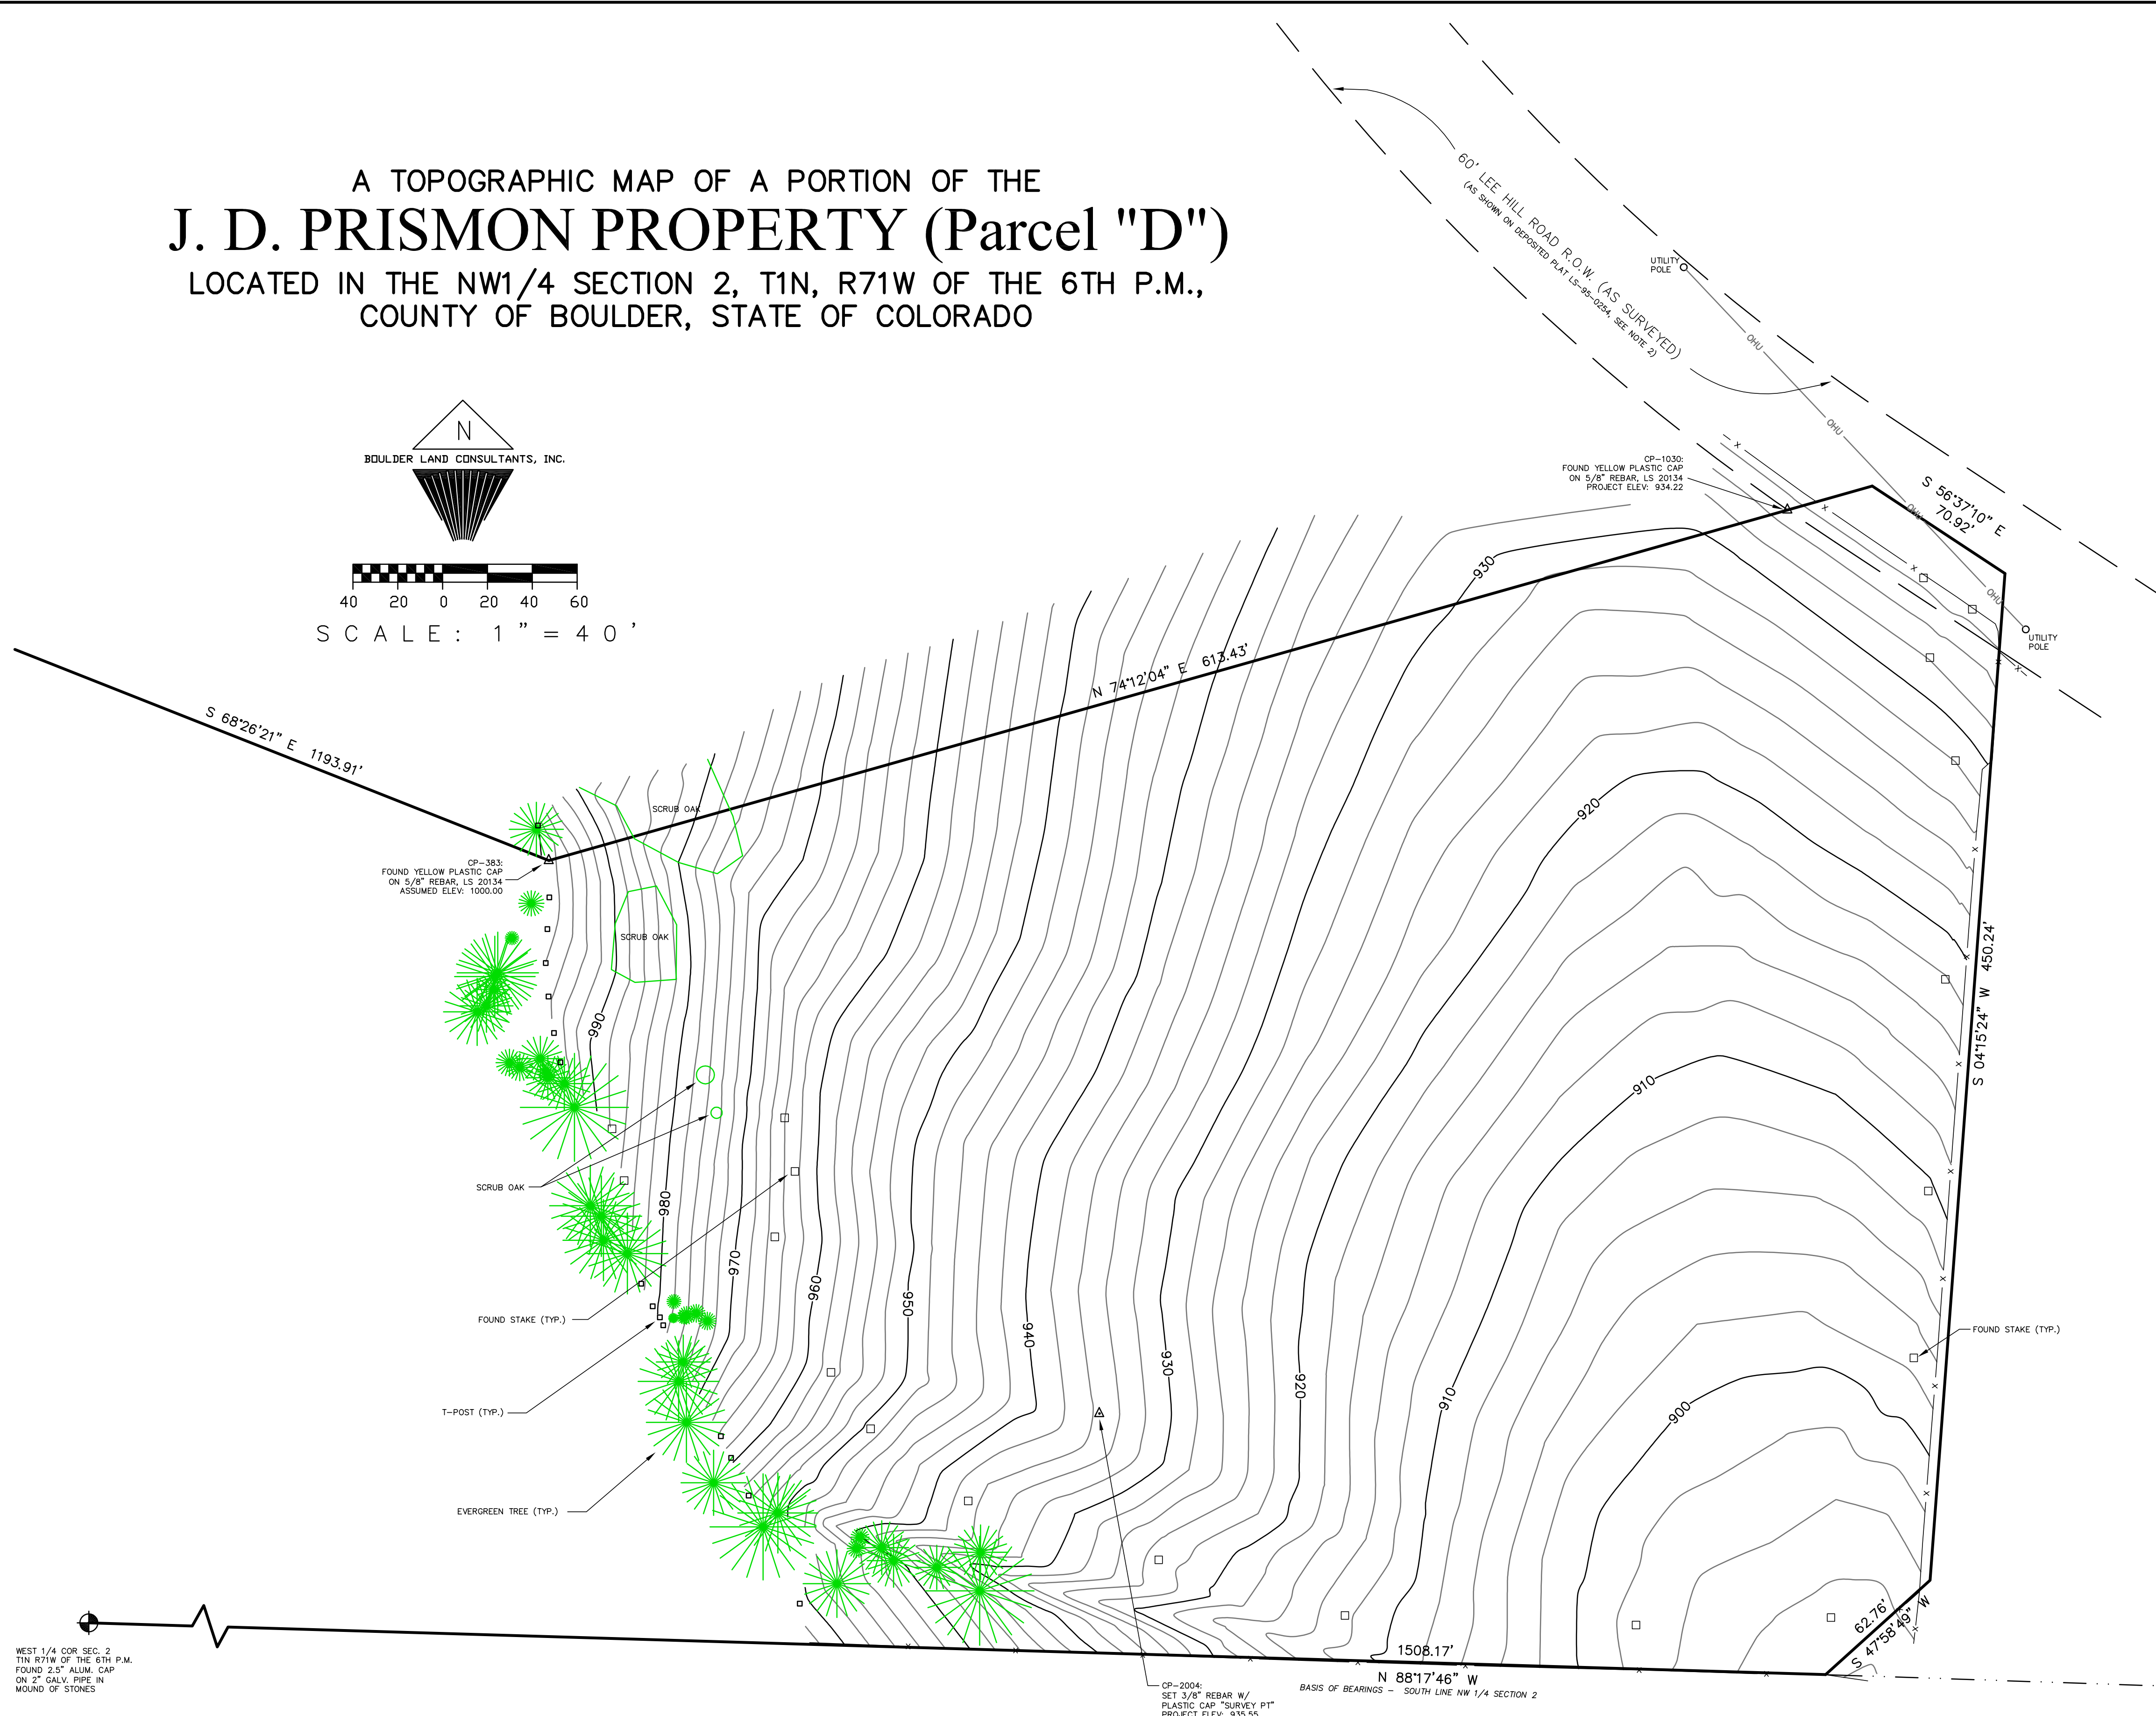 A TOPOGRAPHIC MAP OF A PORTION OF THE
J. D. PRISMON PROPERTY (Parcel "D")
LOCATED IN THE NW1/4 SECTION 2, T1N, R71W OF THE 6TH P.M.,
COUNTY OF BOULDER, STATE OF COLORADO
N
BOULDER LAND CONSULTANTS, INC.
40 20 0 20 40 60
SCALE: 1"=40'
60' LEE HILL ROAD R.O.W. (AS SURVEYED)
(AS SHOWN ON DEPOSITED PLAT LS-95-0254, SEE NOTE 2)
UTILITY
POLE
OHU
OHU
OHU
OHU
UTILITY
POLE
CP-1030:
FOUND YELLOW PLASTIC CAP
ON 5/8" REBAR, LS 20134
PROJECT ELEV: 934.22
S 56°37'10" E
70.92'
N 74°12'04" E 613.43'
S 68°26'21" E 1193.91'
SCRUB OAK
CP-383:
FOUND YELLOW PLASTIC CAP
ON 5/8" REBAR, LS 20134
ASSUMED ELEV: 1000.00
SCRUB OAK
930
920
910
900
990
980
970
960
950
940
930
920
910
S 04°15'24" W 450.24'
SCRUB OAK
FOUND STAKE (TYP.)
FOUND STAKE (TYP.)
T-POST (TYP.)
EVERGREEN TREE (TYP.)
62.76'
S 47°58'49" W
1508.17'
N 88°17'46" W
BASIS OF BEARINGS - SOUTH LINE NW 1/4 SECTION 2
WEST 1/4 COR SEC. 2
T1N R71W OF THE 6TH P.M.
FOUND 2.5" ALUM. CAP
ON 2" GALV. PIPE IN
MOUND OF STONES
CP-2004:
SET 3/8" REBAR W/
PLASTIC CAP "SURVEY PT"
PROJECT ELEV: 935.55